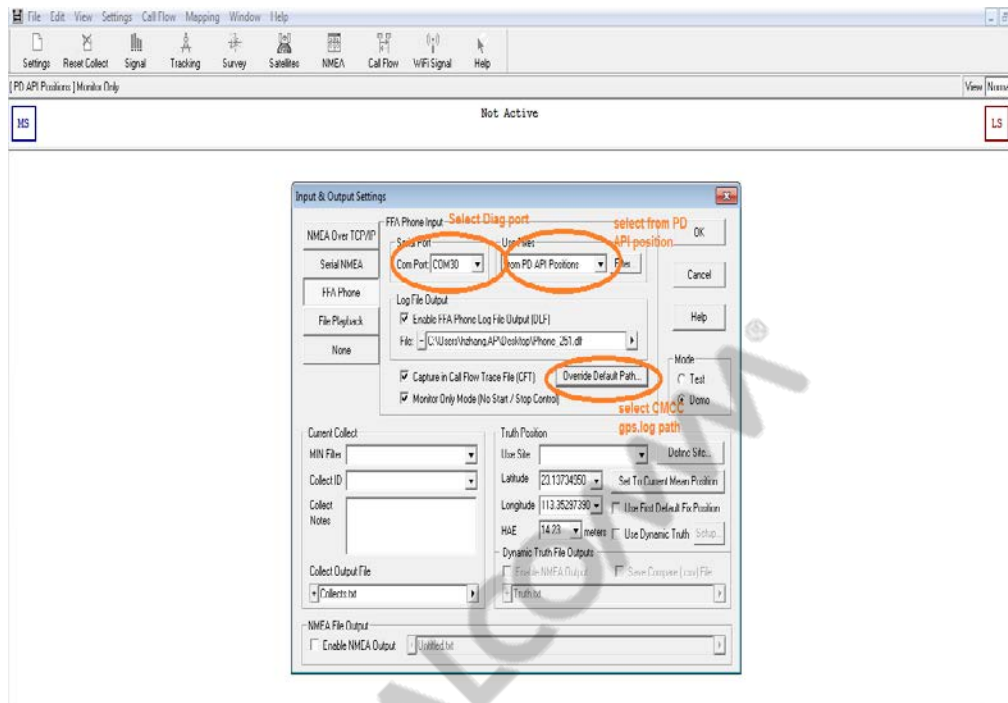 File Edit View Settings Call Flow Mapping Window Help
Settings Reset Collect Signal Tracking Survey Satellites NMEA Call Flow WiFi Signal Help
[ PD API Positions ] Monitor Only
View Norma
MS
Not Active
LS
Input & Output Settings
NMEA Over TCP/IP
Serial NMEA
FFA Phone
File Playback
None
FFA Phone Input
Select Diag port
select from PD API position
Serial Port
Com Port: COM30
Use Fixes
from PD API Positions
Filter...
OK
Cancel
Help
Log File Output
Enable FFA Phone Log File Output (DLF)
File: - C:\Users\hzhang.AP\Desktop\Phone_251.dlf
Capture in Call Flow Trace File (CFT)
Override Default Path...
Monitor Only Mode (No Start / Stop Control)
select CMCC gps.log path
Mode
Test
Demo
Current Collect
MIN Filter
Collect ID
Collect Notes
Collect Output File
+ Collects.txt
Truth Position
Use Site
Define Site...
Latitude 23.13734950
Set To Current Mean Position
Longitude 113.35297390
Use First Default Fix Position
HAE 14.23 meters
Use Dynamic Truth Setup...
Dynamic Truth File Outputs
Enable NMEA Output
Save Compare (.csv) File
Truth.txt
NMEA File Output
Enable NMEA Output
Untitled.txt
ALCOMM®